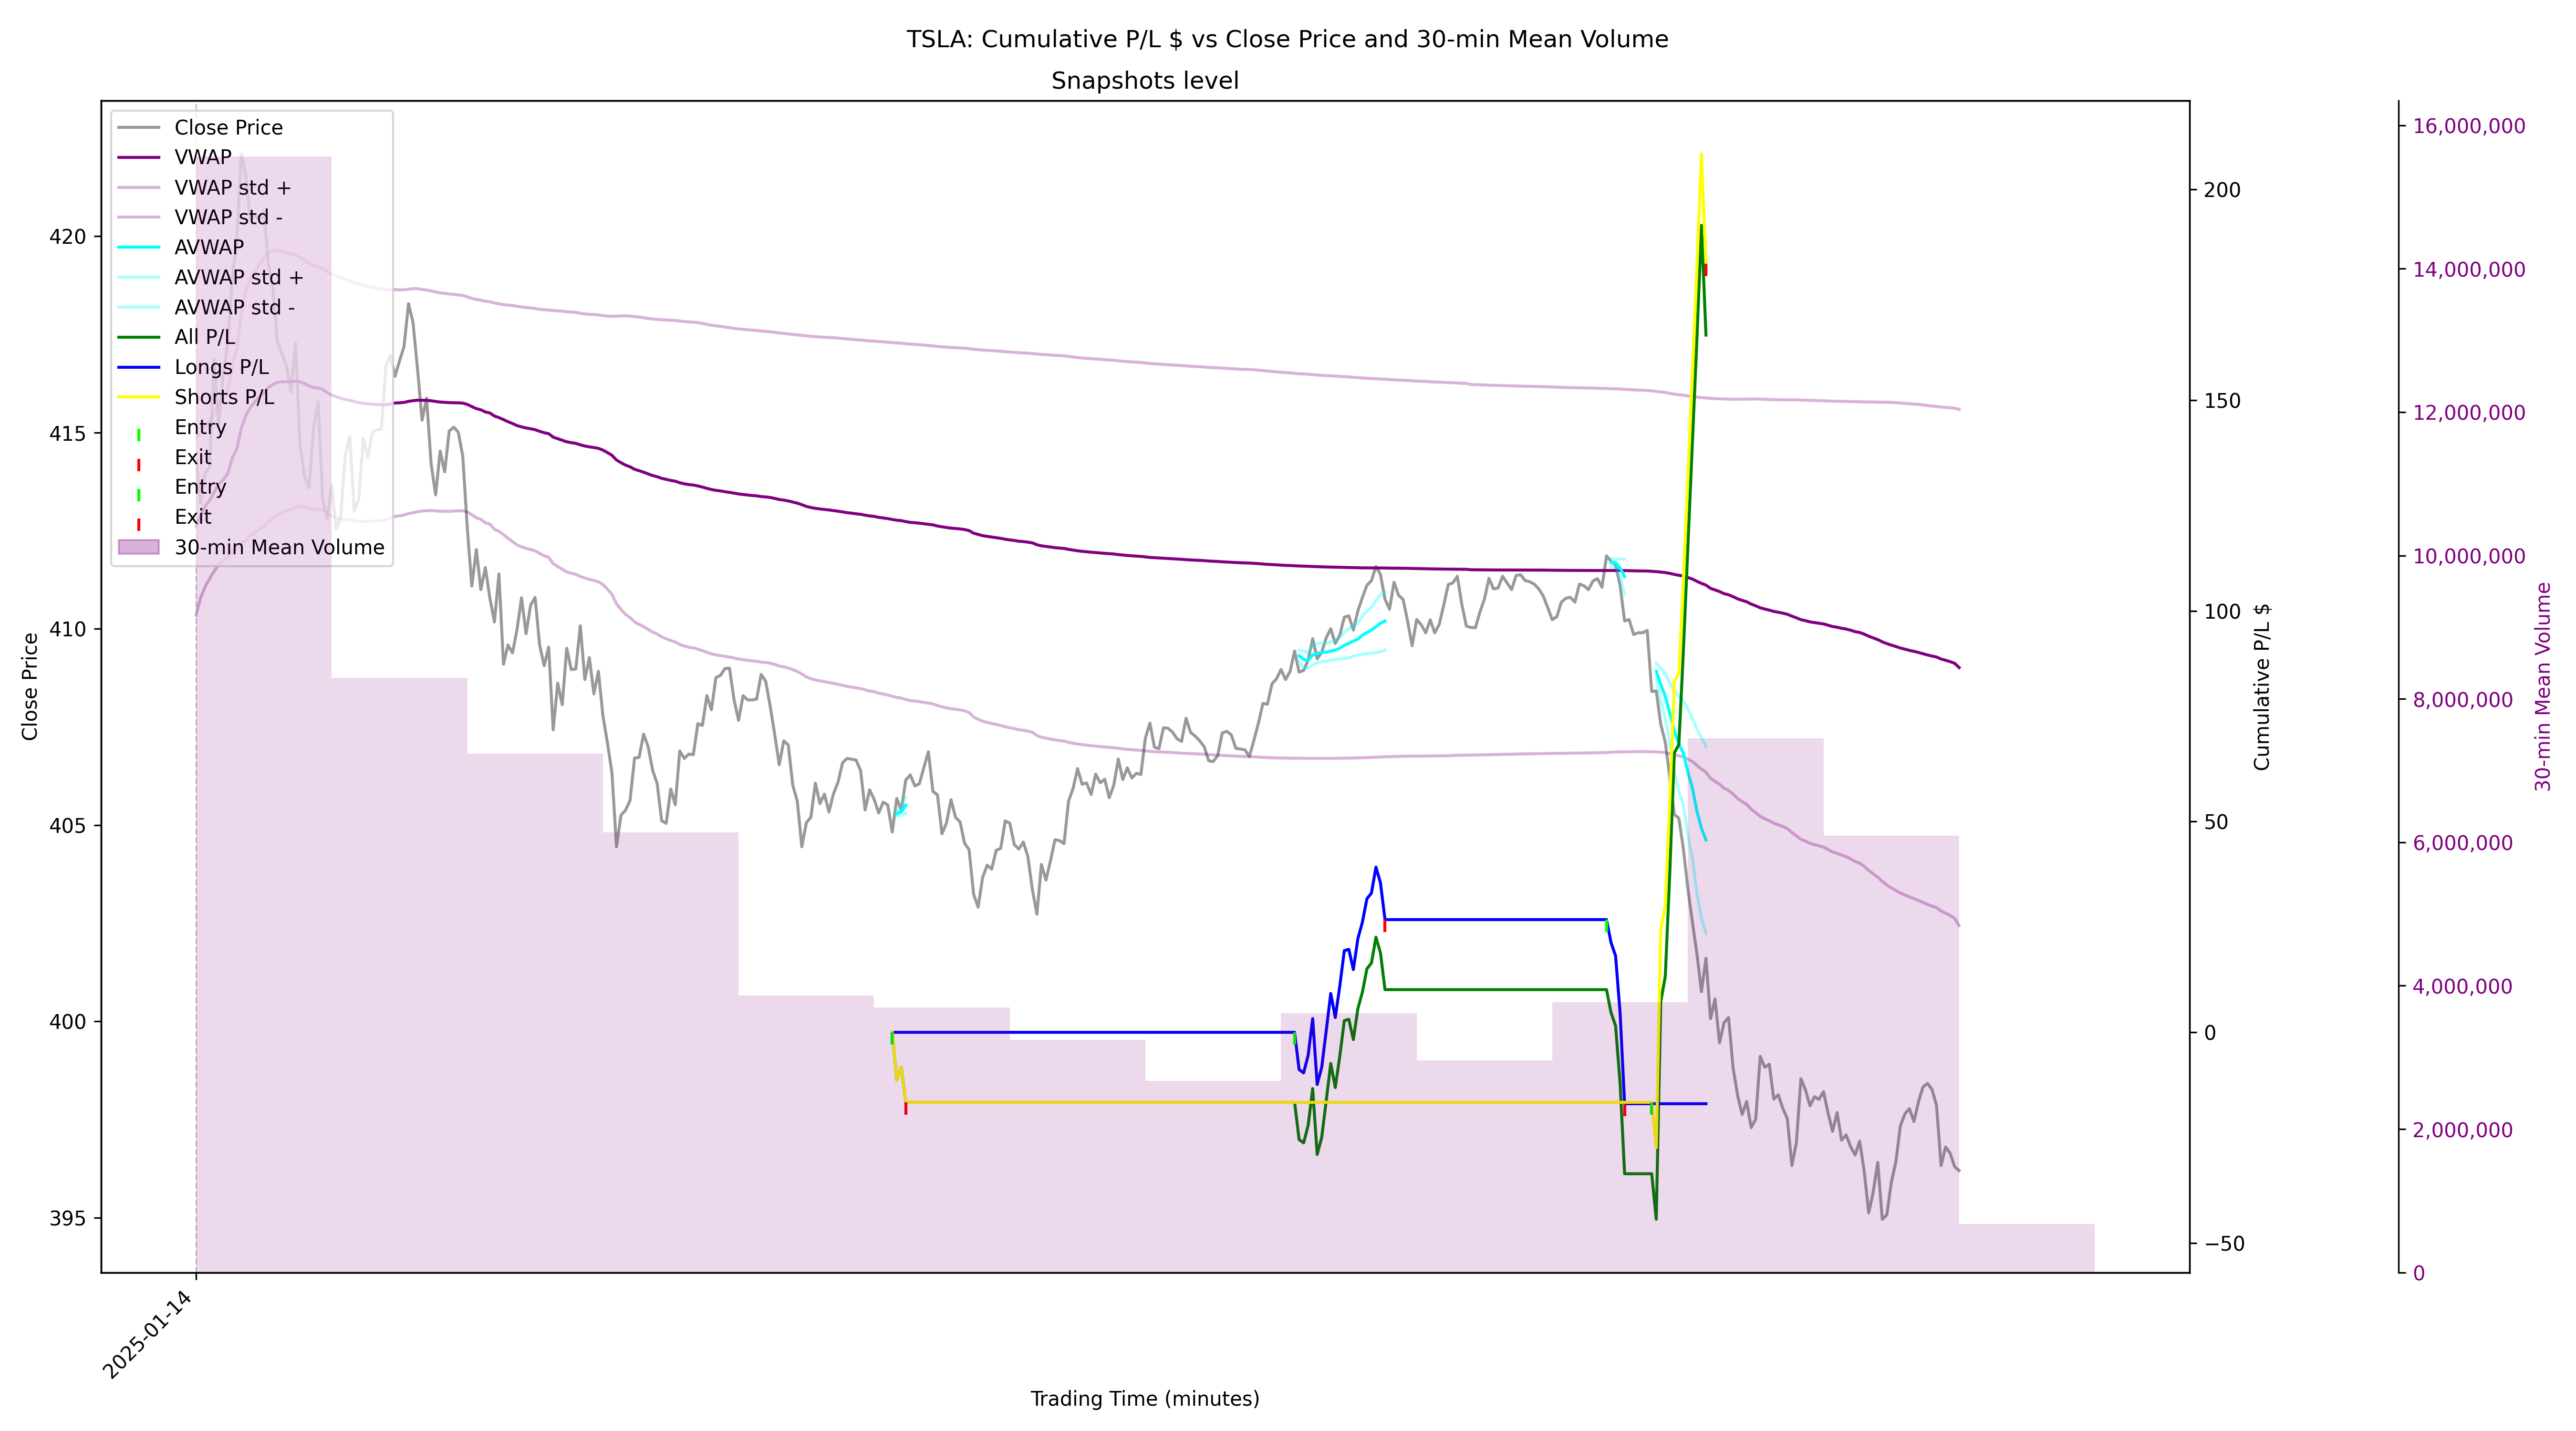 TSLA: Cumulative P/L $ vs Close Price and 30-min Mean Volume
Snapshots level
Close Price
VWAP
VWAP std +
VWAP std -
AVWAP
AVWAP std +
AVWAP std -
All P/L
Longs P/L
Shorts P/L
Entry
Exit
Entry
Exit
30-min Mean Volume
420
415
410
405
400
395
Close Price
200
150
100
50
0
−50
Cumulative P/L $
16,000,000
14,000,000
12,000,000
10,000,000
8,000,000
6,000,000
4,000,000
2,000,000
0
30-min Mean Volume
2025-01-14
Trading Time (minutes)